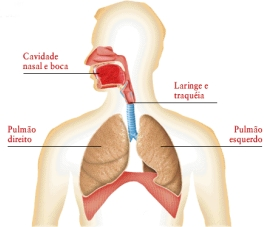 Cavidade
nasal e boca
Laringe e
traquéia
Pulmão
direito
Pulmão
esquerdo